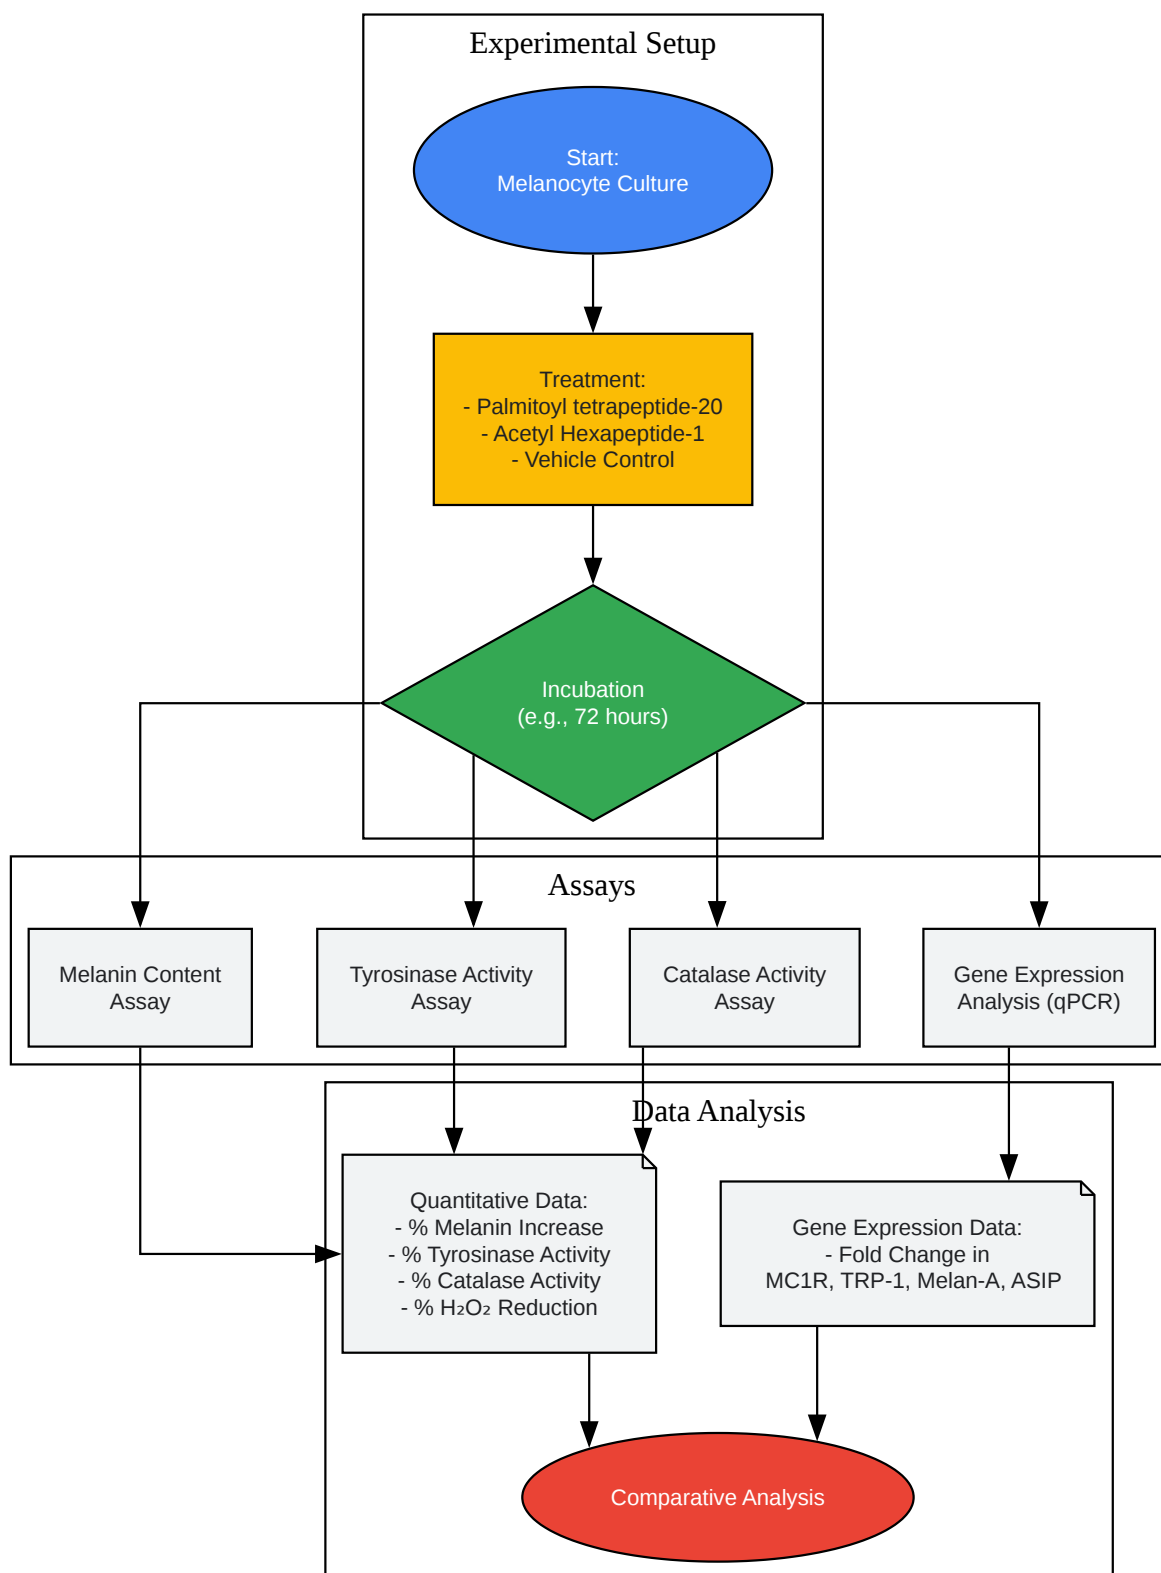 Experimental Setup
Start:
Melanocyte Culture
Treatment:
- Palmitoyl tetrapeptide-20
- Acetyl Hexapeptide-1
- Vehicle Control
Incubation
(e.g., 72 hours)
Assays
Melanin Content
Assay
Tyrosinase Activity
Assay
Catalase Activity
Assay
Gene Expression
Analysis (qPCR)
Data Analysis
Quantitative Data:
- % Melanin Increase
- % Tyrosinase Activity
- % Catalase Activity
- % H₂O₂ Reduction
Gene Expression Data:
- Fold Change in
MC1R, TRP-1, Melan-A, ASIP
Comparative Analysis